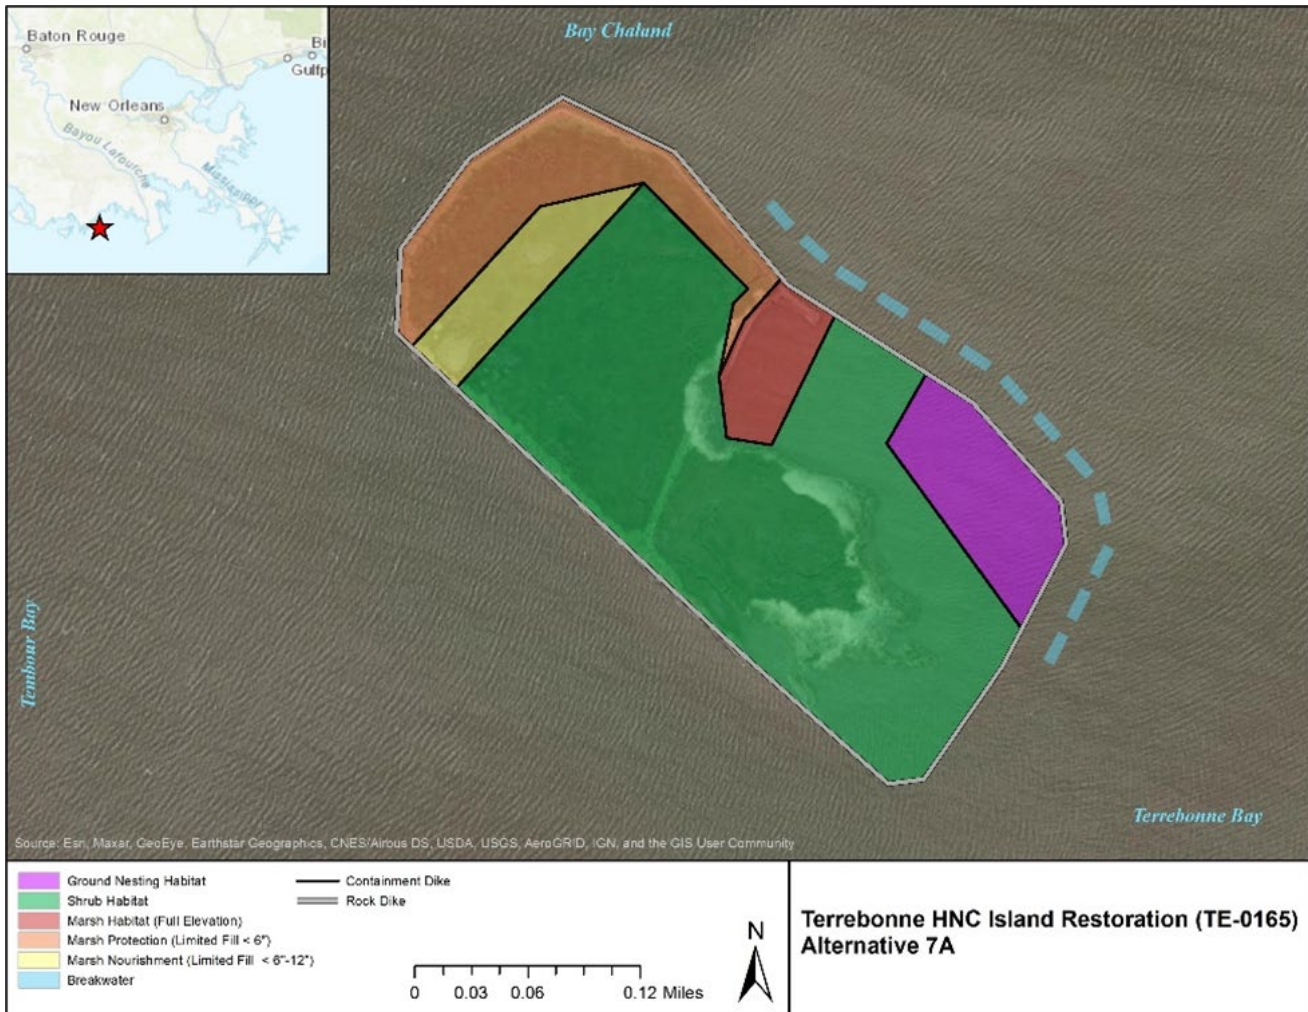 Baton Rouge
Bi
Gulfp
New Orleans
Bayou Lafourche
Mississippi
Bay Chaland
Tembour Bay
Terrebonne Bay
Source: Esri, Maxar, GeoEye, Earthstar Geographics, CNES/Airbus DS, USDA, USGS, AeroGRID, IGN, and the GIS User Community
Ground Nesting Habitat
Shrub Habitat
Marsh Habitat (Full Elevation)
Marsh Protection (Limited Fill < 6")
Marsh Nourishment (Limited Fill < 6"-12")
Breakwater
Containment Dike
Rock Dike
0 0.03 0.06 0.12 Miles
N
Terrebonne HNC Island Restoration (TE-0165)
Alternative 7A